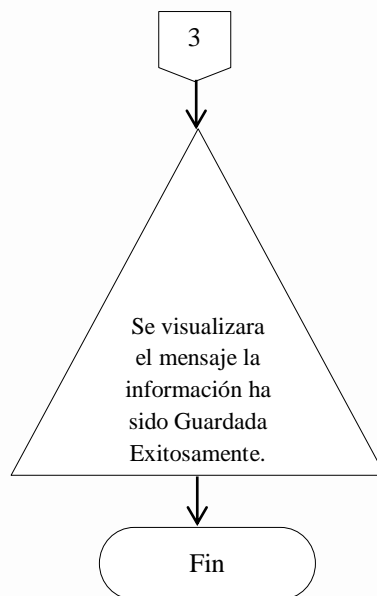 3
Se visualizara
el mensaje la
información ha
sido Guardada
Exitosamente.
Fin